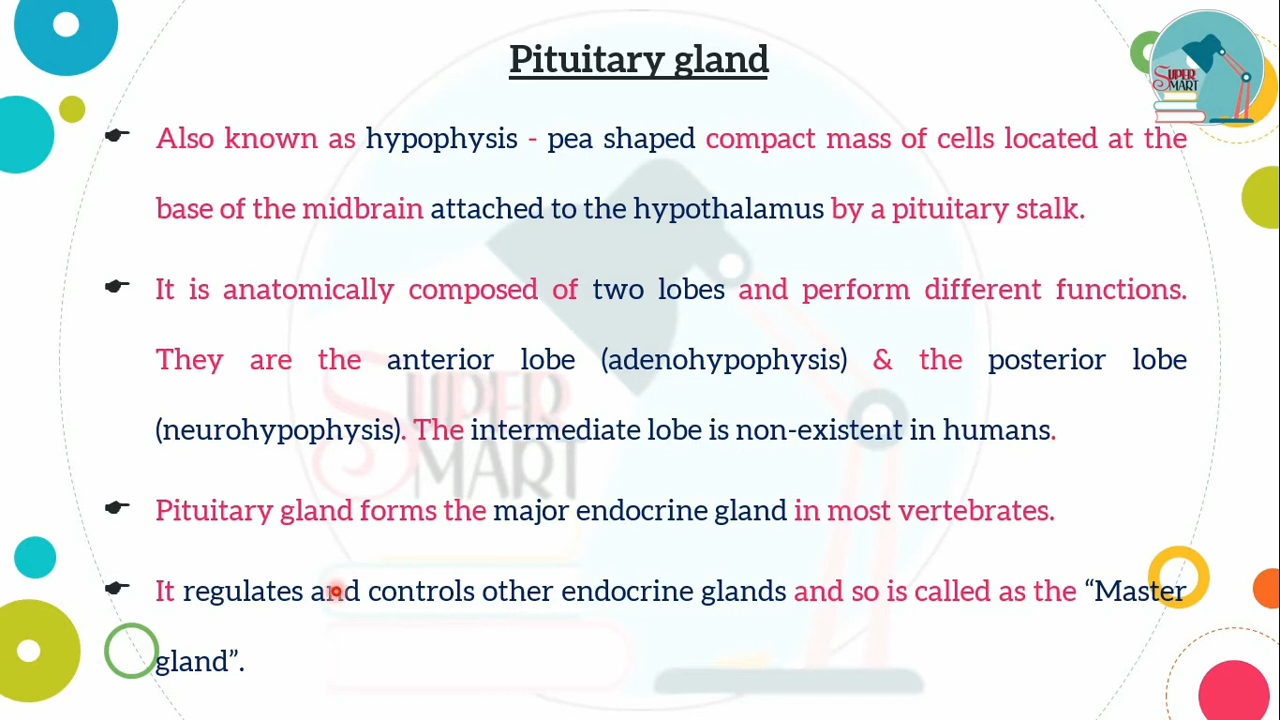 Pituitary gland
SUPER
MART
Also known as hypophysis - pea shaped compact mass of cells located at the
base of the midbrain attached to the hypothalamus by a pituitary stalk.
It is anatomically composed of two lobes and perform different functions.
They are the anterior lobe (adenohypophysis) & the posterior lobe
(neurohypophysis). The intermediate lobe is non-existent in humans.
SUPER
MART
Pituitary gland forms the major endocrine gland in most vertebrates.
It regulates and controls other endocrine glands and so is called as the “Master
gland”.